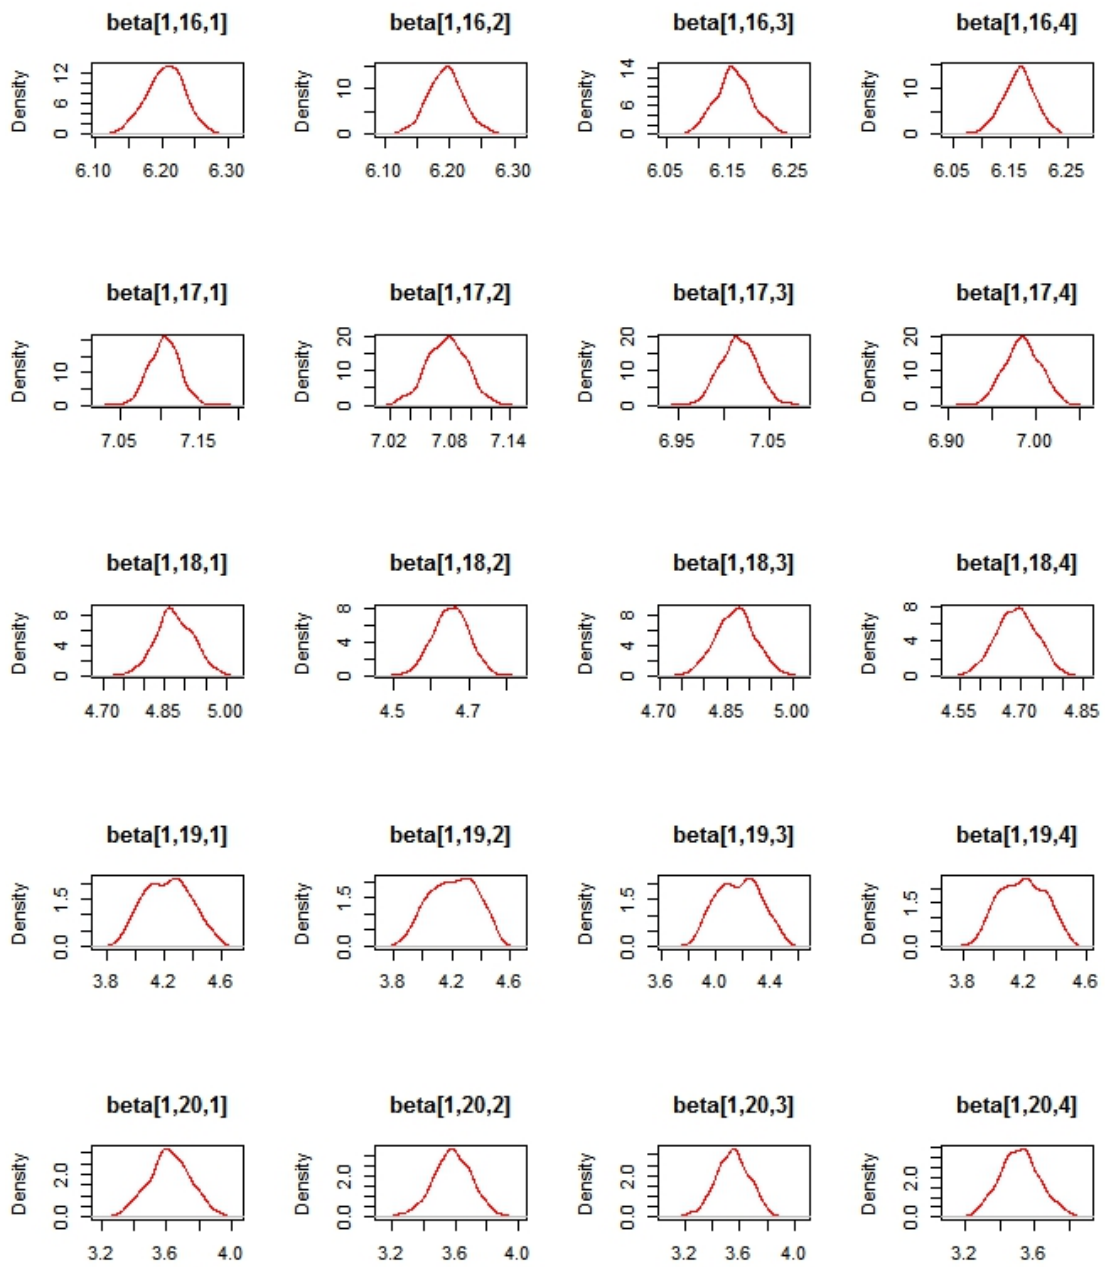 beta[1,16,1] beta[1,16,2] beta[1,16,3] beta[1,16,4]
Density Density Density Density
0 6 12 0 10 0 6 14 0 10
6.10 6.20 6.30 6.10 6.20 6.30 6.05 6.15 6.25 6.05 6.15 6.25
beta[1,17,1] beta[1,17,2] beta[1,17,3] beta[1,17,4]
Density Density Density Density
0 10 0 10 20 0 10 20 0 10 20
7.05 7.15 7.02 7.08 7.14 6.95 7.05 6.90 7.00
beta[1,18,1] beta[1,18,2] beta[1,18,3] beta[1,18,4]
Density Density Density Density
0 4 8 0 4 8 0 4 8 0 4 8
4.70 4.85 5.00 4.5 4.7 4.70 4.85 5.00 4.55 4.70 4.85
beta[1,19,1] beta[1,19,2] beta[1,19,3] beta[1,19,4]
Density Density Density Density
0.0 1.5 0.0 1.5 0.0 1.5 0.0 1.5
3.8 4.2 4.6 3.8 4.2 4.6 3.6 4.0 4.4 3.8 4.2 4.6
beta[1,20,1] beta[1,20,2] beta[1,20,3] beta[1,20,4]
Density Density Density Density
0.0 2.0 0.0 2.0 0.0 2.0 0.0 2.0
3.2 3.6 4.0 3.2 3.6 4.0 3.2 3.6 4.0 3.2 3.6